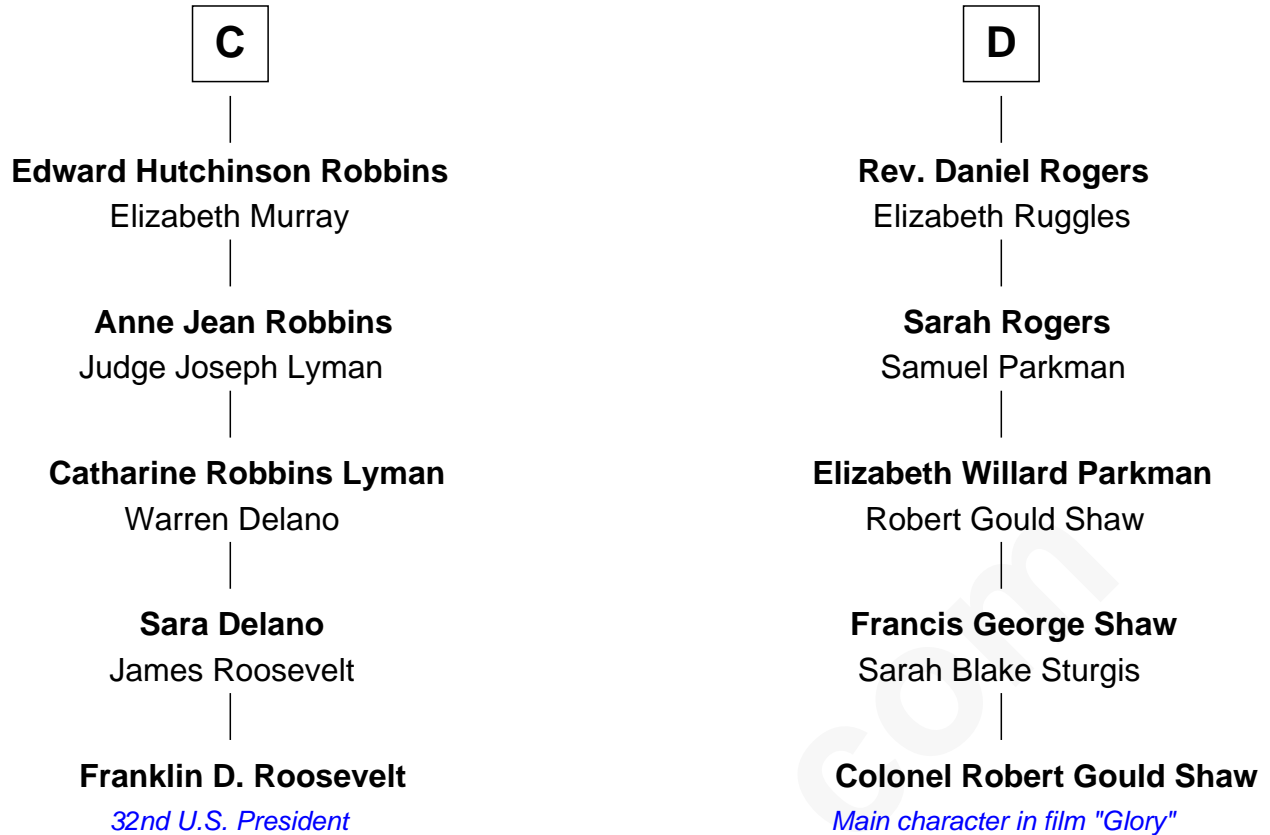 C
Edward Hutchinson Robbins
Elizabeth Murray
Anne Jean Robbins
Judge Joseph Lyman
Catharine Robbins Lyman
Warren Delano
Sara Delano
James Roosevelt
Franklin D. Roosevelt
32nd U.S. President
D
Rev. Daniel Rogers
Elizabeth Ruggles
Sarah Rogers
Samuel Parkman
Elizabeth Willard Parkman
Robert Gould Shaw
Francis George Shaw
Sarah Blake Sturgis
Colonel Robert Gould Shaw
Main character in film "Glory"
com